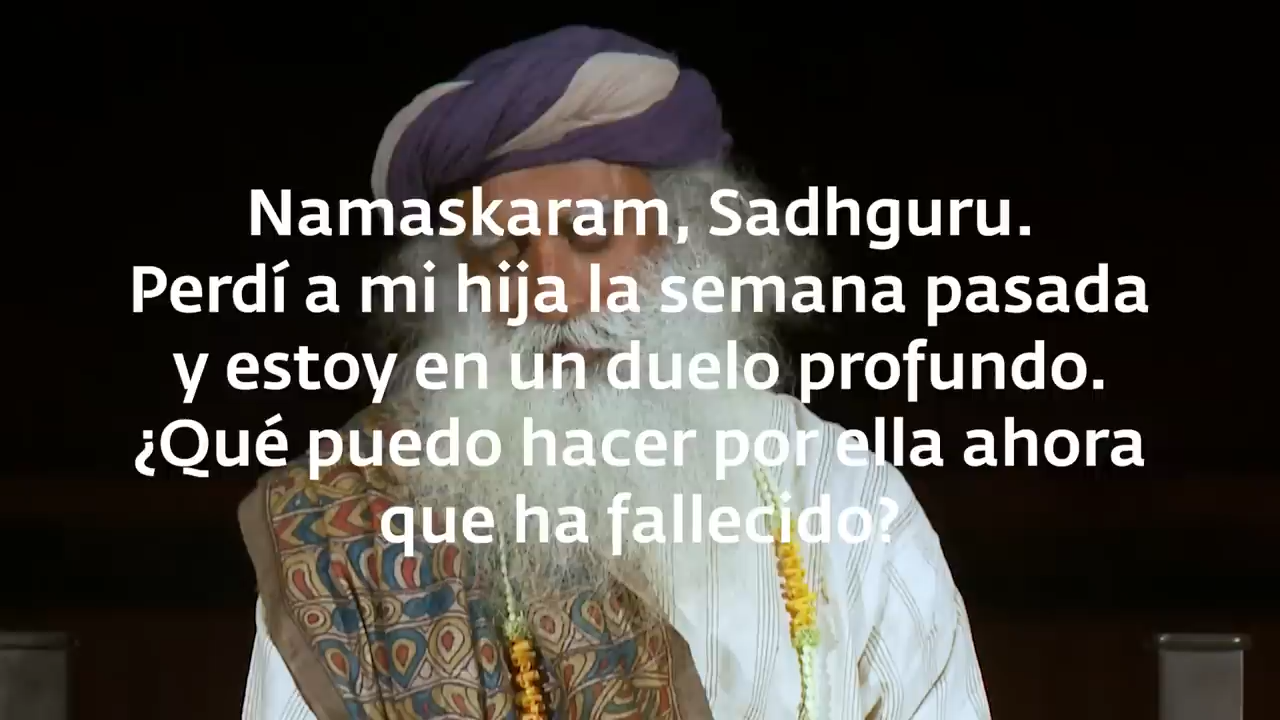 Namaskaram, Sadhguru.
Perdí a mi hija la semana pasada
y estoy en un duelo profundo.
¿Qué puedo hacer por ella ahora
que ha fallecido?